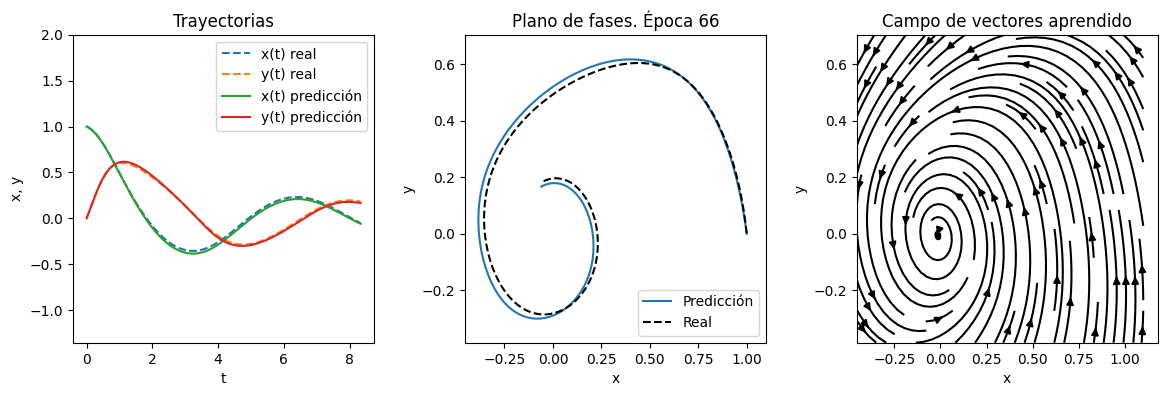 Trayectorias
2.0
1.5
1.0
0.5
0.0
−0.5
−1.0
x, y
0
2
4
6
8
t
x(t) real
y(t) real
x(t) predicción
y(t) predicción
Plano de fases. Época 66
0.6
0.4
0.2
0.0
−0.2
y
−0.25
0.00
0.25
0.50
0.75
1.00
x
Predicción
Real
Campo de vectores aprendido
0.6
0.4
0.2
0.0
−0.2
y
−0.25
0.00
0.25
0.50
0.75
1.00
x